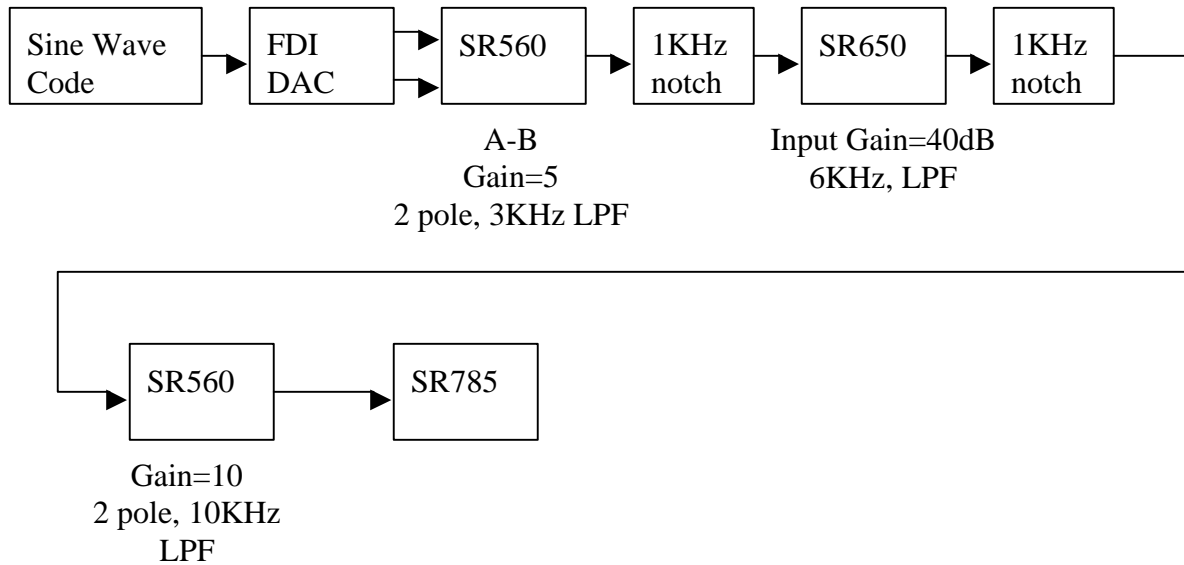 Sine Wave
Code
FDI
DAC
SR560
1KHz
notch
SR650
1KHz
notch
A-B
Gain=5
2 pole, 3KHz LPF
Input Gain=40dB
6KHz, LPF
SR560
SR785
Gain=10
2 pole, 10KHz
LPF